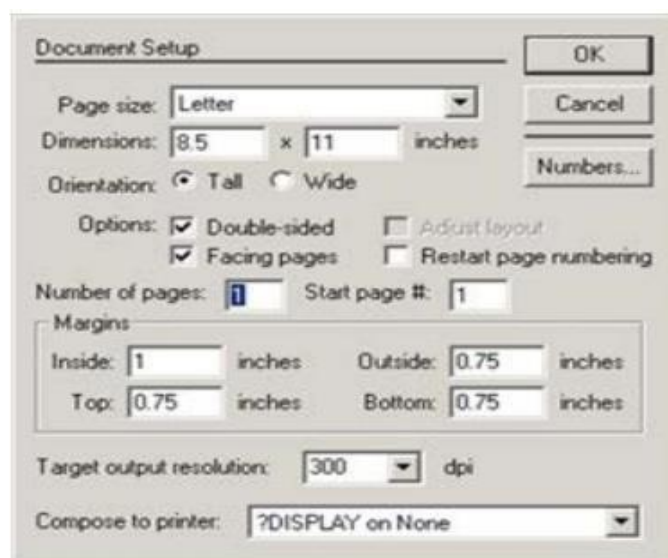 Document Setup
OK
Page size: Letter
Cancel
Dimensions: 8.5 x 11 inches
Numbers...
Orientation: Tall Wide
Options: Double-sided Adjust layout
Facing pages Restart page numbering
Number of pages: 1 Start page #: 1
Margins
Inside: 1 inches Outside: 0.75 inches
Top: 0.75 inches Bottom: 0.75 inches
Target output resolution: 300 dpi
Compose to printer: ?DISPLAY on None